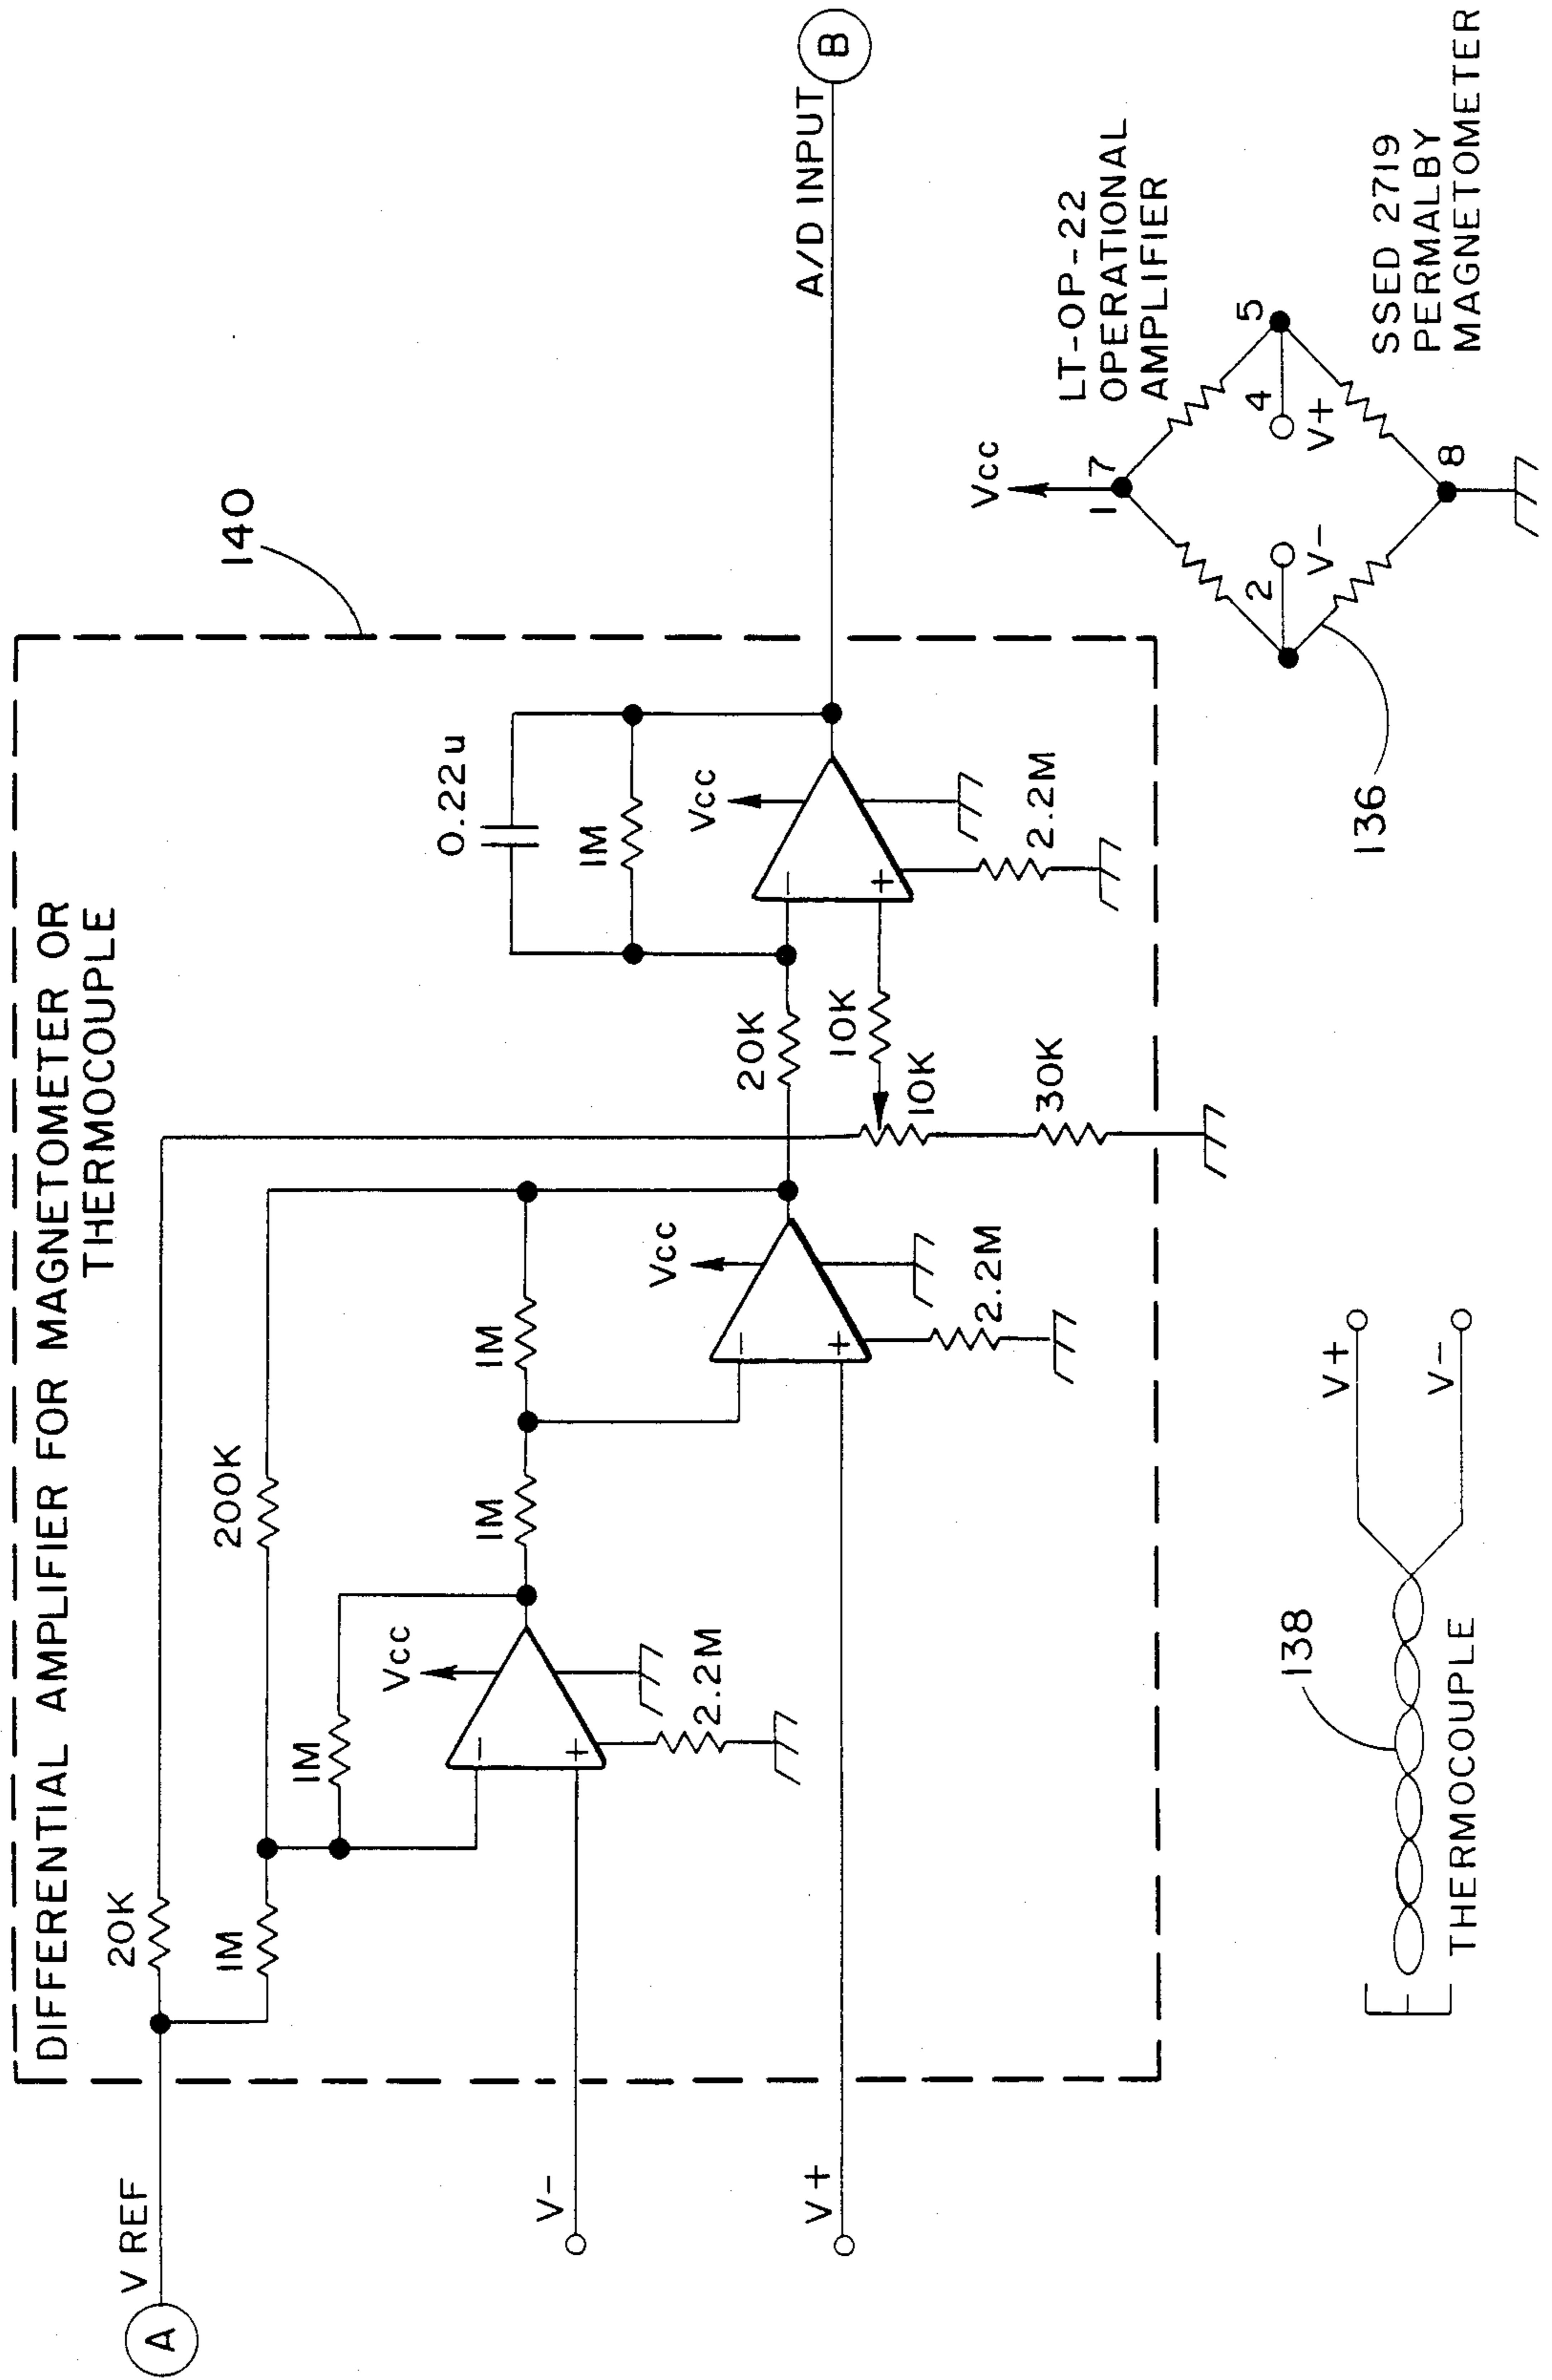 DIFFERENTIAL AMPLIFIER FOR MAGNETOMETER OR
THERMOCOUPLE
140
A
V REF
20K
1M
200K
1M
Vcc
2.2M
1M
1M
Vcc
2.2M
V-
V+
-
+
-
+
20K
10K
10K
30K
0.22u
1M
Vcc
-
+
2.2M
A/D INPUT
B
138
THERMOCOUPLE
V+
V-
136
Vcc
1
7
2
V-
4
V+
5
8
LT-OP-22
OPERATIONAL
AMPLIFIER
SSED 2719
PERMALBY
MAGNETOMETER